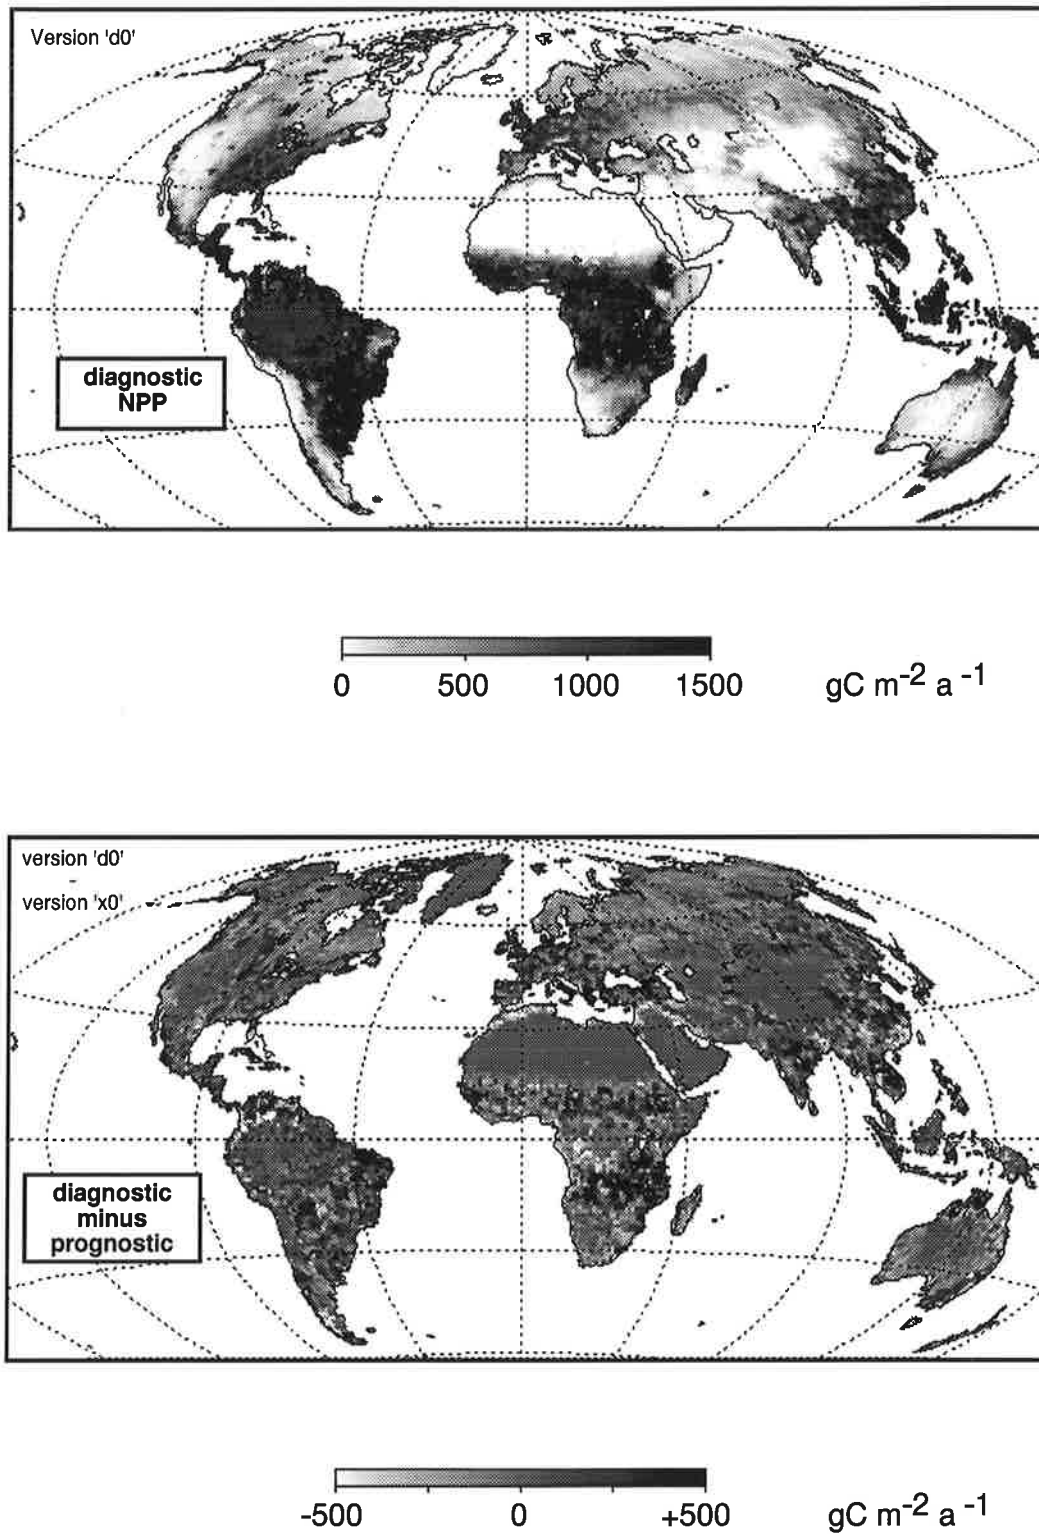 Version 'd0'
diagnostic
NPP
0 500 1000 1500 gC m-2 a -1
version 'd0'
-
version 'x0'
diagnostic
minus
prognostic
-500 0 +500 gC m-2 a -1